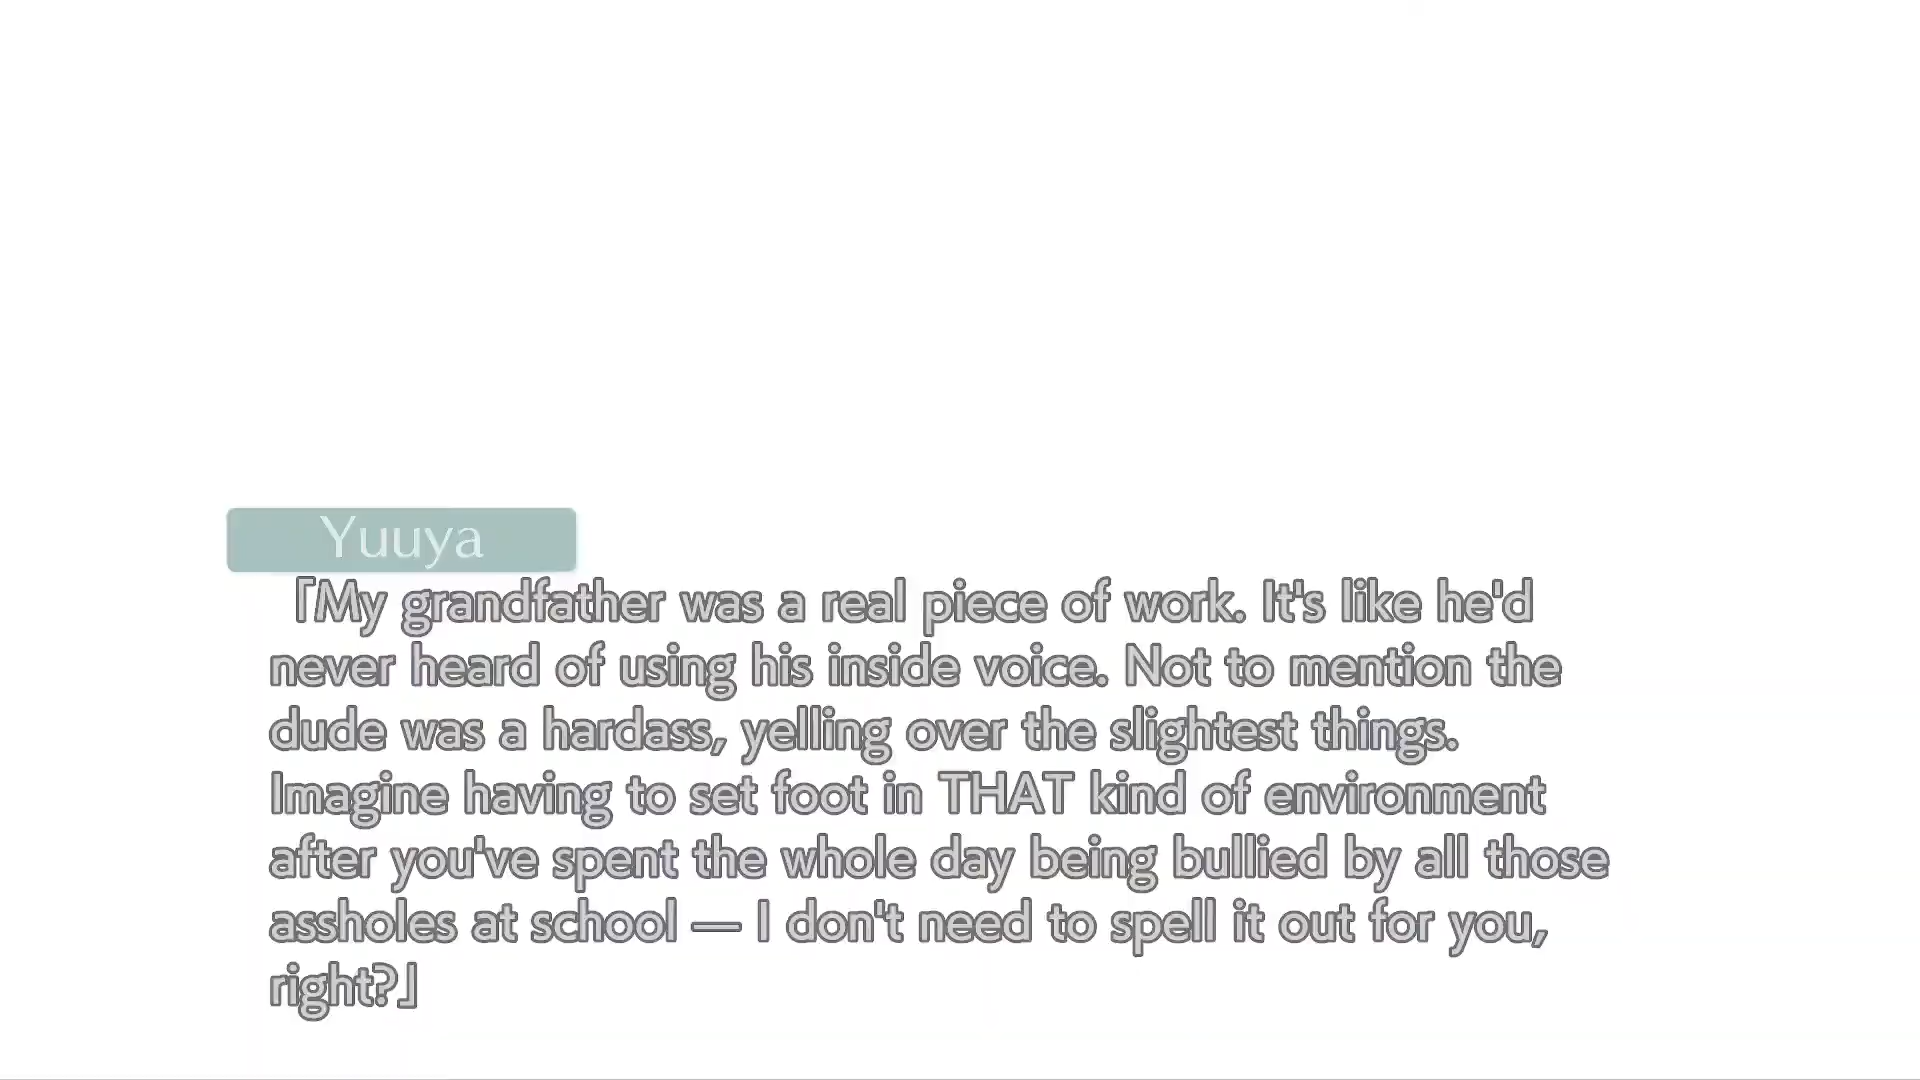 Yuuya
「My grandfather was a real piece of work. It's like he'd
never heard of using his inside voice. Not to mention the
dude was a hardass, yelling over the slightest things.
Imagine having to set foot in THAT kind of environment
after you've spent the whole day being bullied by all those
assholes at school — I don't need to spell it out for you,
right?」